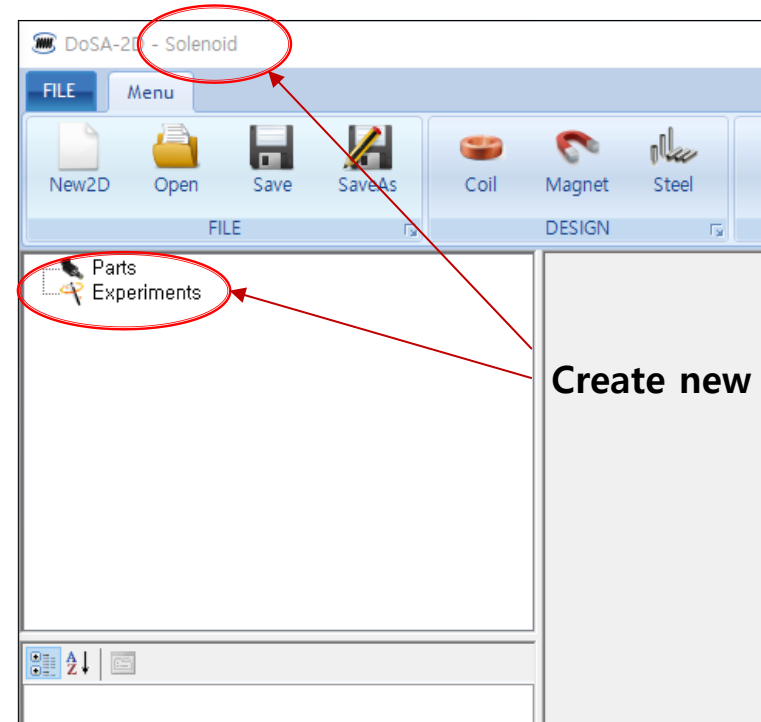 DoSA-2D - Solenoid
FILE Menu
New2D Open Save SaveAs Coil Magnet Steel
FILE DESIGN
Parts
Experiments
Create new
A Z